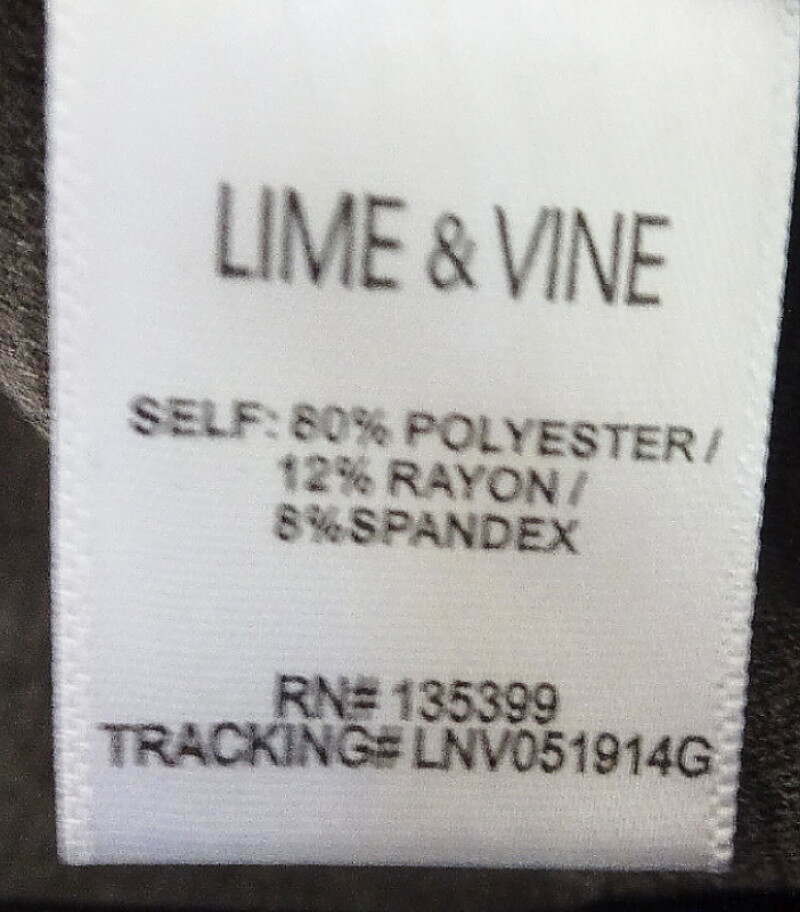 LIME & VINE
SELF: 80% POLYESTER /
12% RAYON /
8%SPANDEX
RN# 135399
TRACKING# LNV051914G